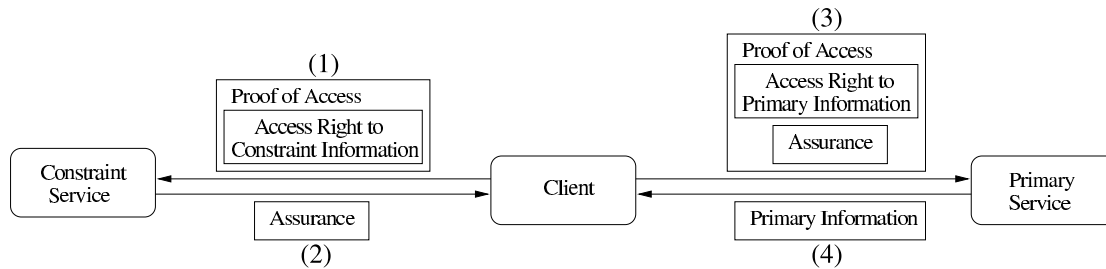 (1)
Proof of Access
Access Right to
Constraint Information
Constraint
Service
Assurance
(2)
Client
(3)
Proof of Access
Access Right to
Primary Information
Assurance
Primary Information
(4)
Primary
Service